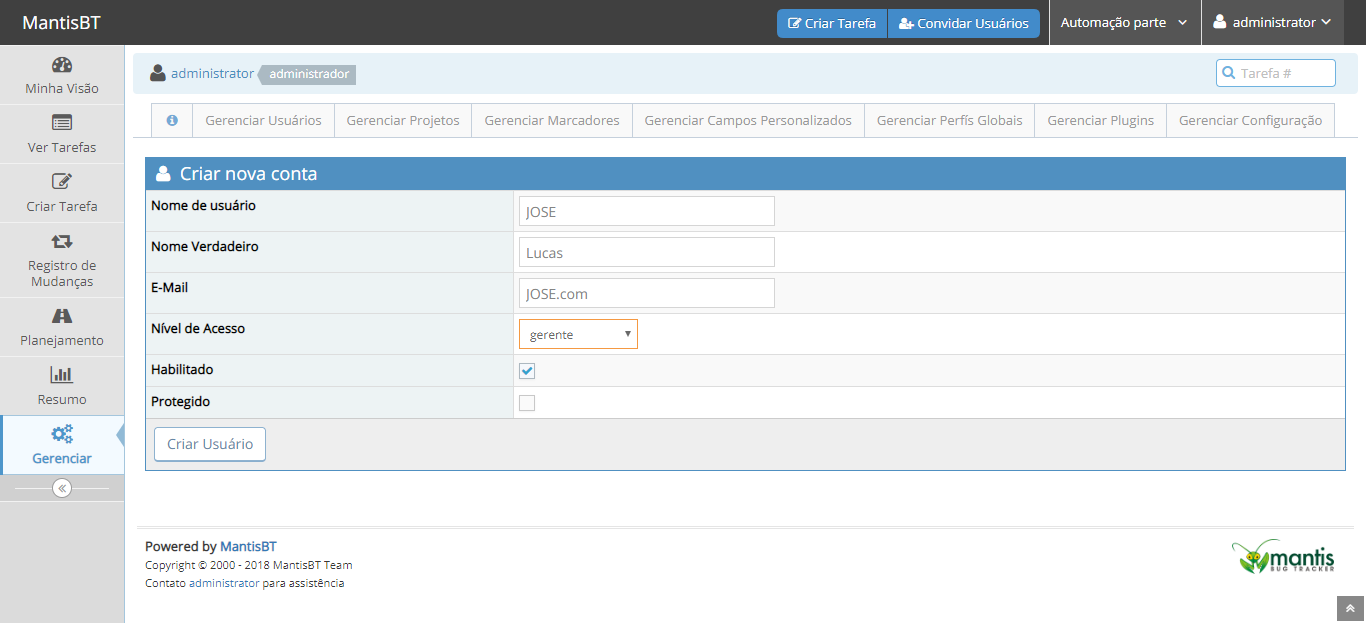 MantisBT
Criar Tarefa
Convidar Usuários
Automação parte
administrator
Minha Visão
Ver Tarefas
Criar Tarefa
Registro de
Mudanças
Planejamento
Resumo
Gerenciar
administrator administrador
Tarefa #
Gerenciar Usuários
Gerenciar Projetos
Gerenciar Marcadores
Gerenciar Campos Personalizados
Gerenciar Perfís Globais
Gerenciar Plugins
Gerenciar Configuração
Criar nova conta
Nome de usuário
JOSE
Nome Verdadeiro
Lucas
E-Mail
JOSE.com
Nível de Acesso
gerente
Habilitado
Protegido
Criar Usuário
Powered by MantisBT
Copyright © 2000 - 2018 MantisBT Team
Contato administrator para assistência
mantis
BUG TRACKER